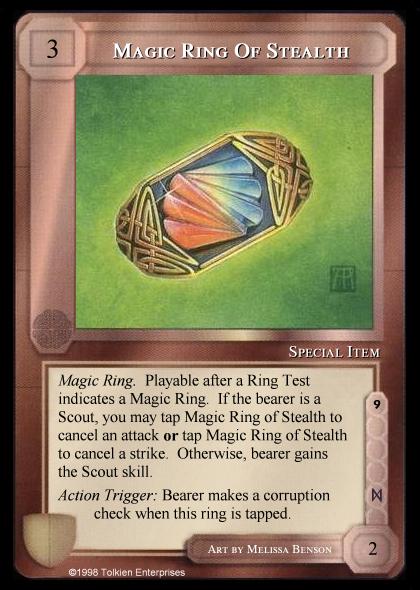 3
Magic Ring Of Stealth
Special Item
Magic Ring. Playable after a Ring Test
indicates a Magic Ring. If the bearer is a
Scout, you may tap Magic Ring of Stealth to
cancel an attack or tap Magic Ring of Stealth
to cancel a strike. Otherwise, bearer gains
the Scout skill.
Action Trigger: Bearer makes a corruption
check when this ring is tapped.
9
ᛞ
Art by Melissa Benson
2
©1998 Tolkien Enterprises